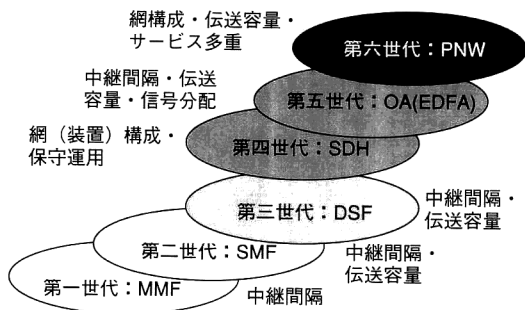 網構成・伝送容量・
サービス多重
第六世代：PNW
中継間隔・伝送
容量・信号分配
第五世代：OA(EDFA)
網（装置）構成・
保守運用
第四世代：SDH
第三世代：DSF
中継間隔・
伝送容量
第二世代：SMF
中継間隔・
伝送容量
第一世代：MMF
中継間隔